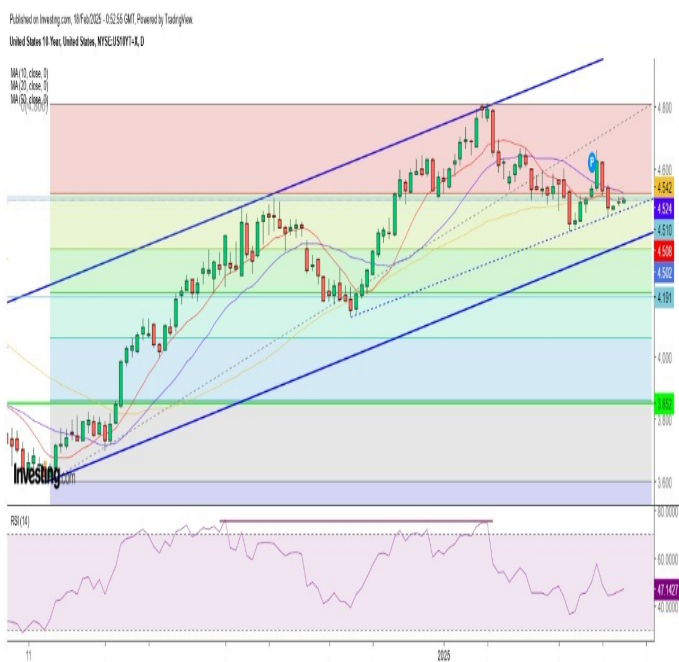 Published on Investing.com, 18/Feb/2025 - 0:52:55 GMT, Powered by TradingView.
United States 10-Year, United States, NYSE:US10YT=X, D
MA (10, close, 0)
MA (20, close, 0)
MA (50, close, 0)
0(4.800)
4.800
4.600
4.542
4.524
4.510
4.508
4.502
4.191
4.000
3.852
3.800
3.600
Investing.com
RSI (14)
80.0000
60.0000
47.1427
40.0000
11
2025